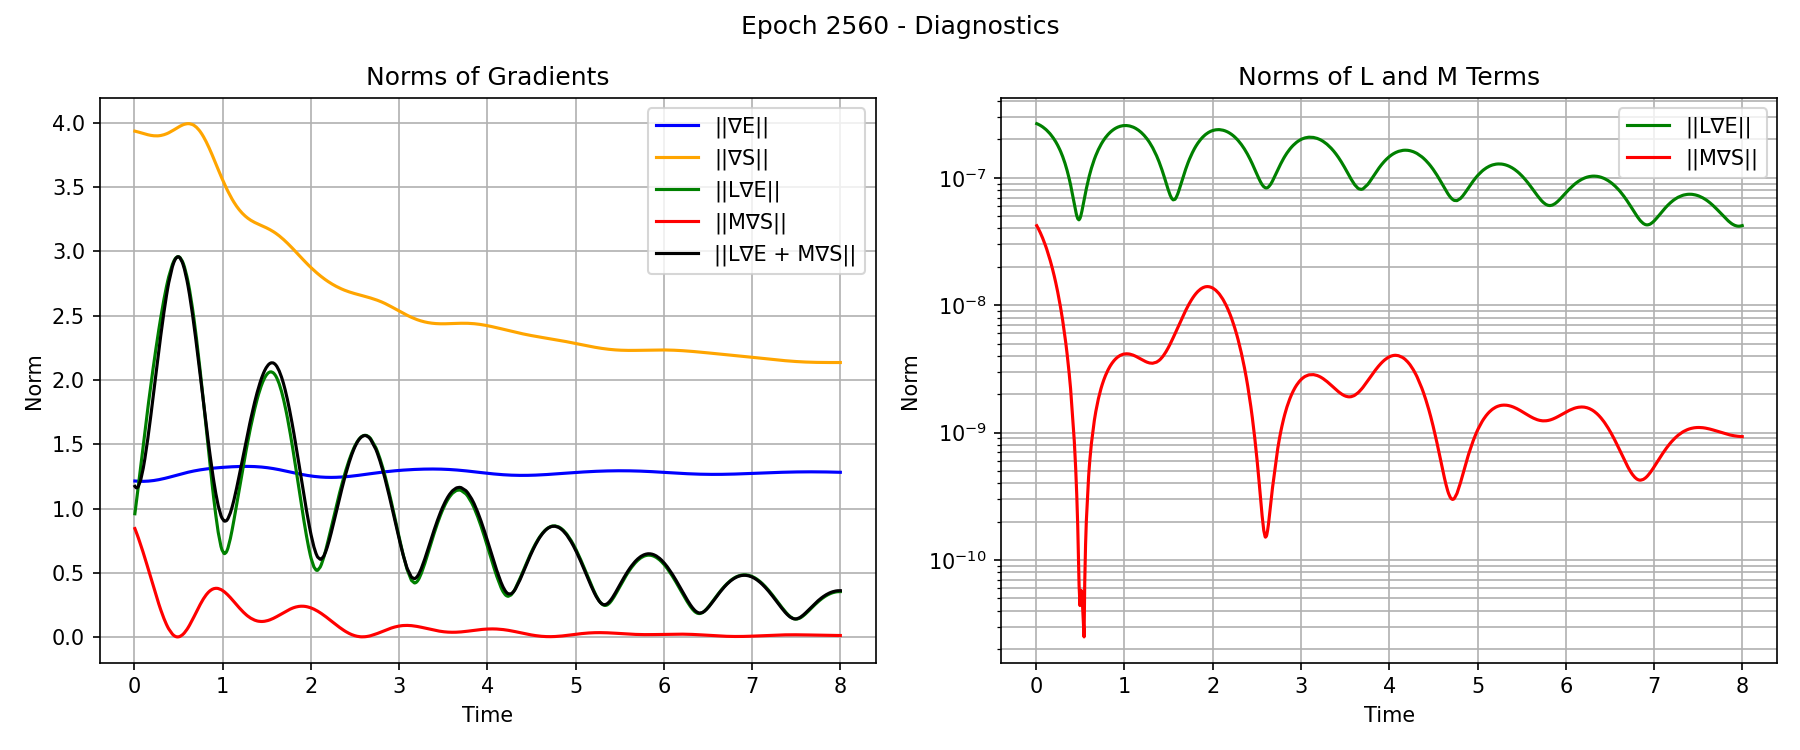 Epoch 2560 - Diagnostics
Norms of Gradients
Norm
4.0
3.5
3.0
2.5
2.0
1.5
1.0
0.5
0.0
||∇E||
||∇S||
||L∇E||
||M∇S||
||L∇E + M∇S||
0 1 2 3 4 5 6 7 8
Time
Norms of L and M Terms
Norm
10⁻⁷
10⁻⁸
10⁻⁹
10⁻¹⁰
||L∇E||
||M∇S||
0 1 2 3 4 5 6 7 8
Time